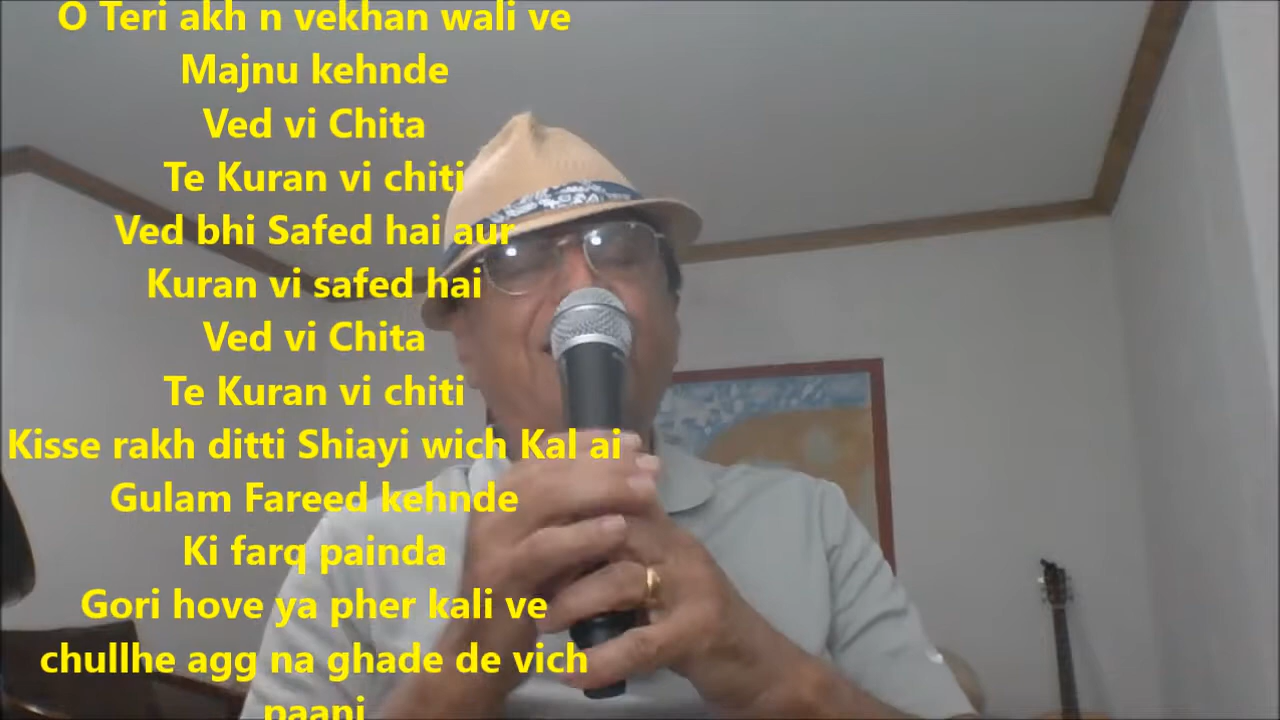 O Teri akh n vekhan wali ve
Majnu kehnde
Ved vi Chita
Te Kuran vi chiti
Ved bhi Safed hai aur
Kuran vi safed hai
Ved vi Chita
Te Kuran vi chiti
Kisse rakh ditti Shiayi wich Kal ai
Gulam Fareed kehnde
Ki farq painda
Gori hove ya pher kali ve
chullhe agg na ghade de vich
paani